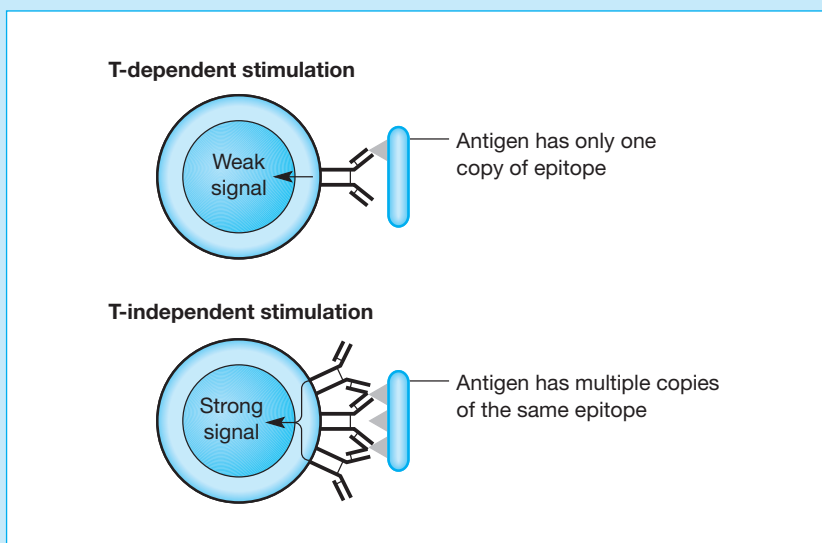 T-dependent stimulation
Weak
signal
Antigen has only one
copy of epitope
T-independent stimulation
Strong
signal
Antigen has multiple copies
of the same epitope